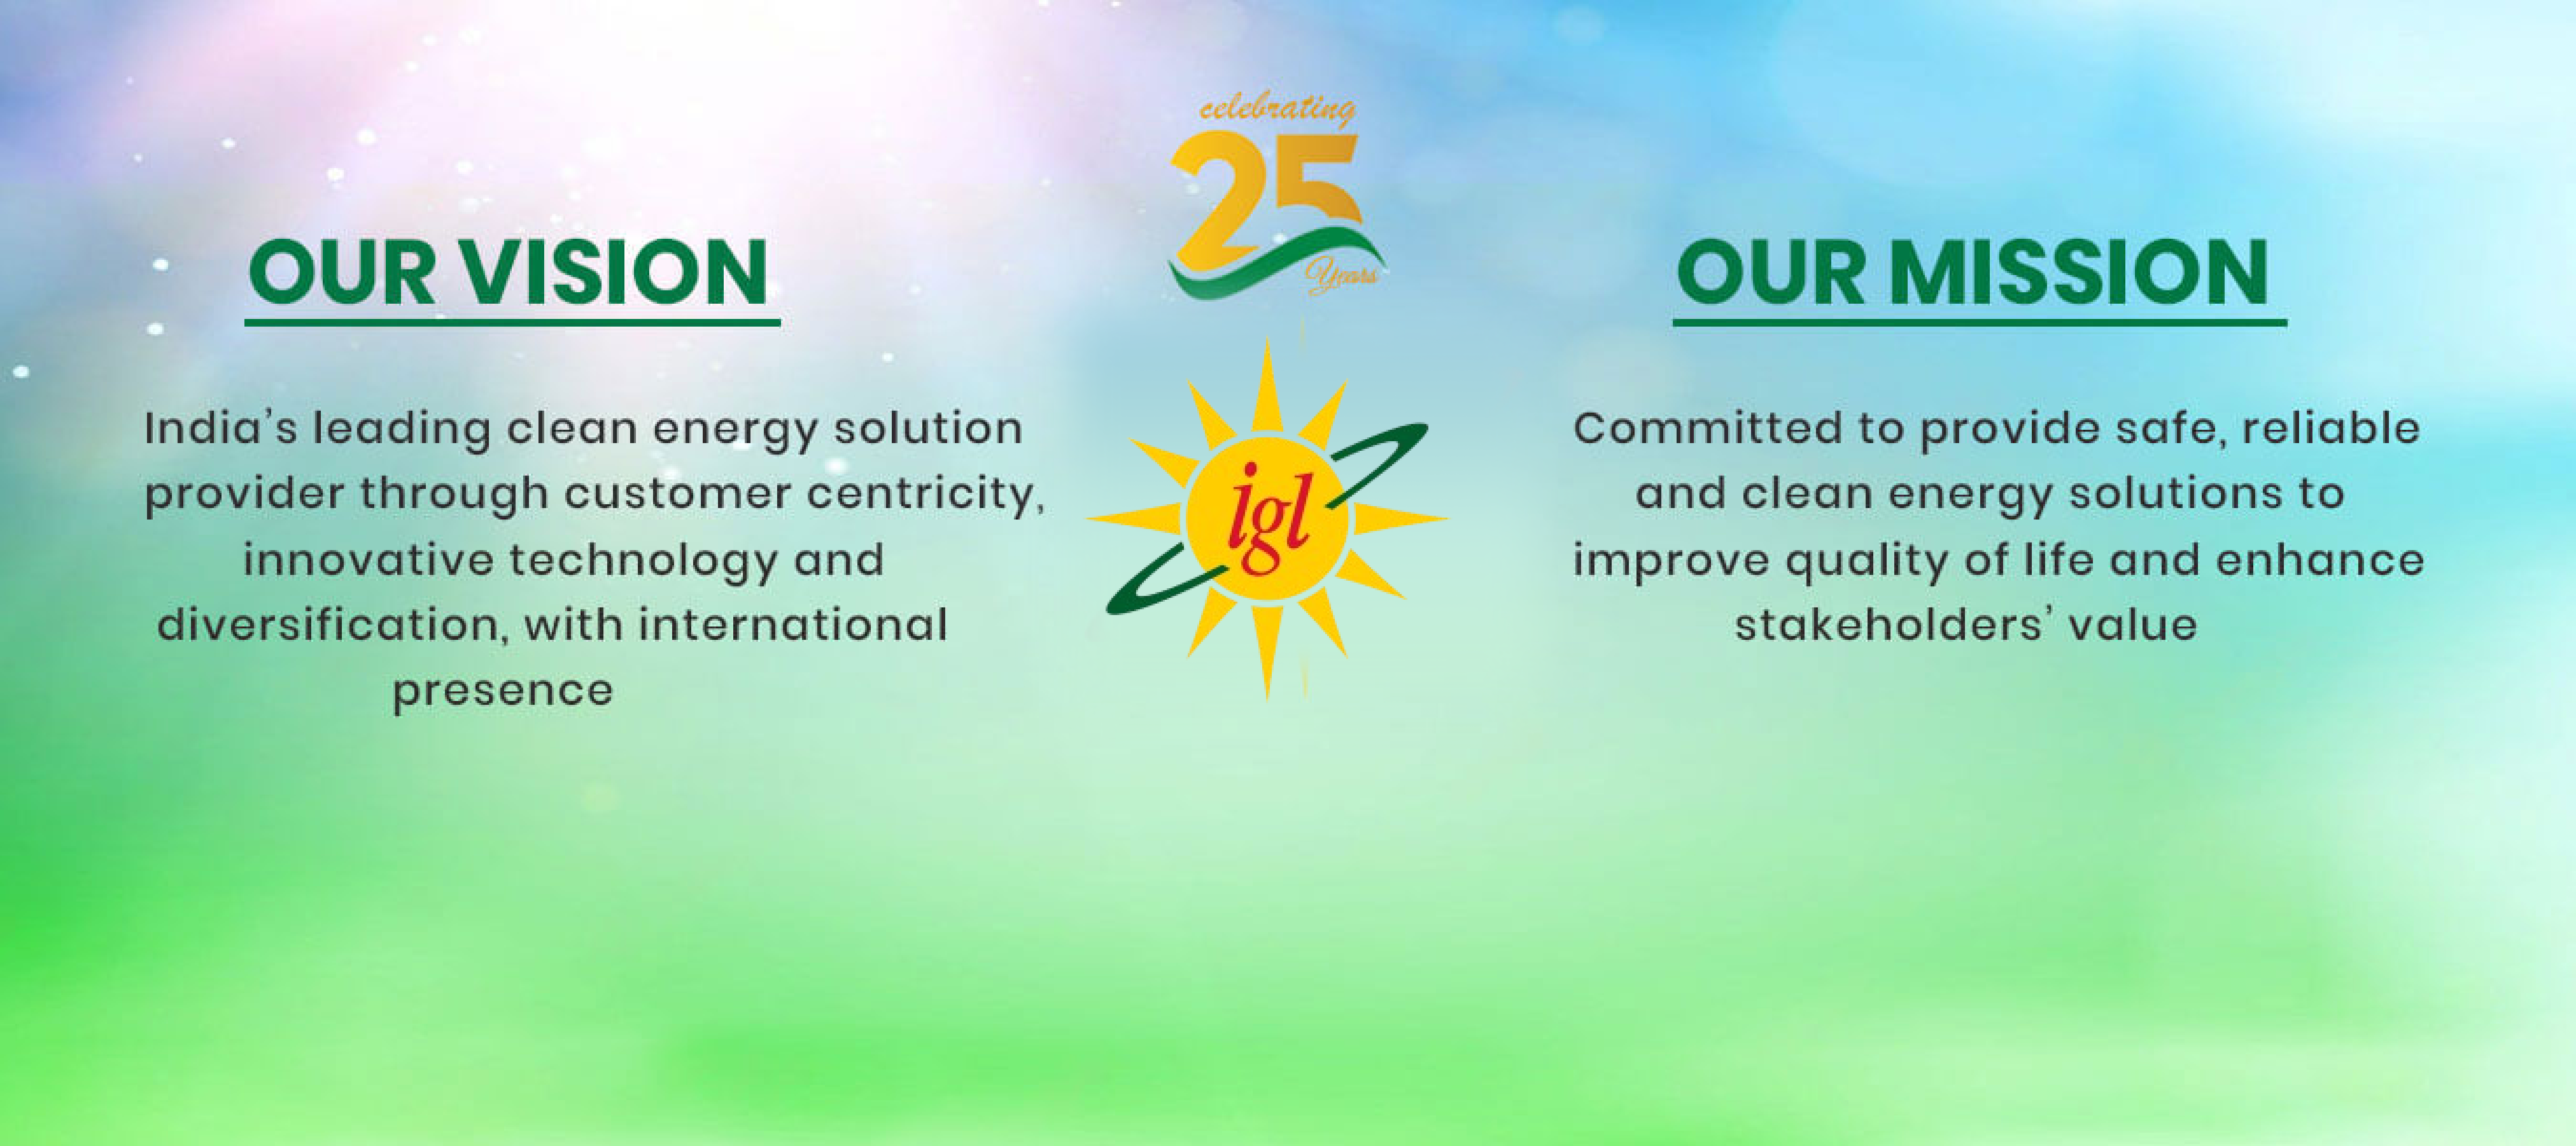 OUR VISION
India’s leading clean energy solution
provider through customer centricity,
innovative technology and
diversification, with international
presence
celebrating
25
Years
igl
OUR MISSION
Committed to provide safe, reliable
and clean energy solutions to
improve quality of life and enhance
stakeholders’ value